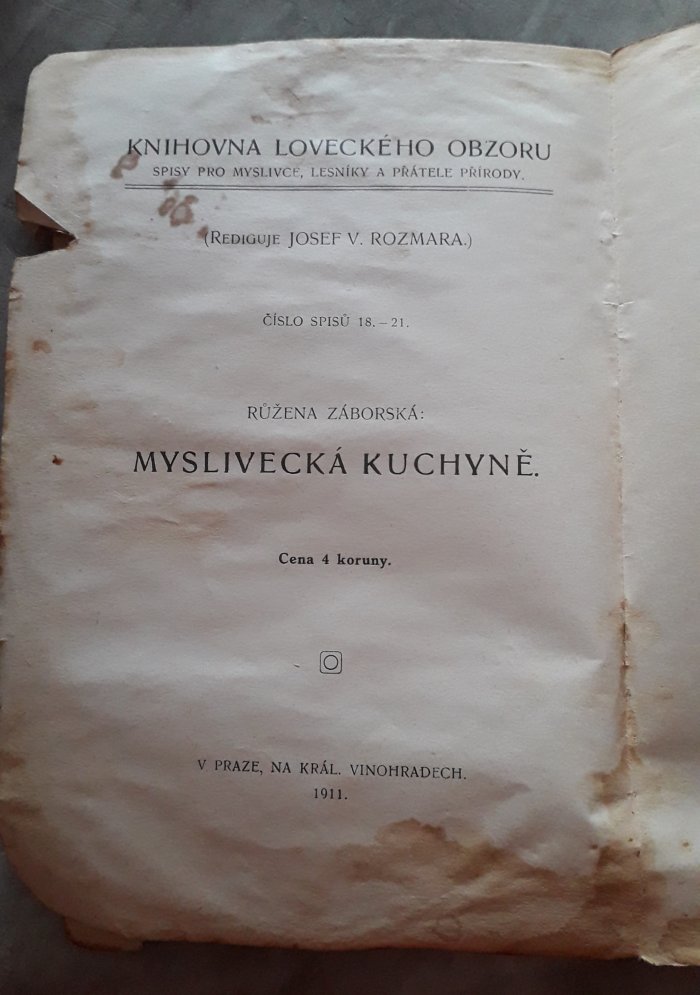 KNIHOVNA LOVECKÉHO OBZORU
SPISY PRO MYSLIVCE, LESNÍKY A PŘÁTELE PŘÍRODY.
(Rediguje JOSEF V. ROZMARA.)
ČÍSLO SPISŮ 18.–21.
RŮŽENA ZÁBORSKÁ:
MYSLIVECKÁ KUCHYNĚ.
Cena 4 koruny.
V PRAZE, NA KRÁL. VINOHRADECH.
1911.